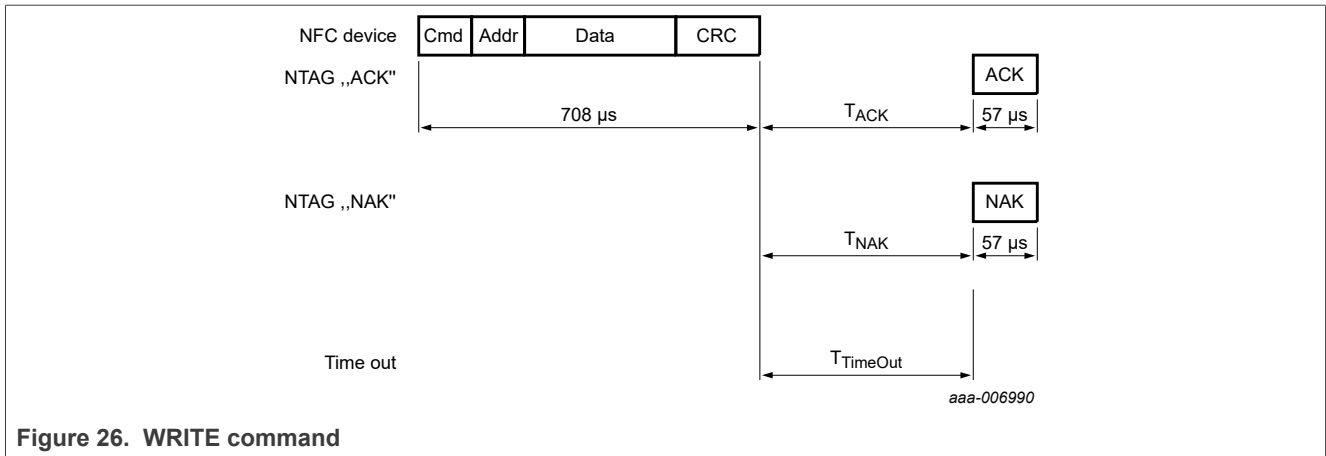 NFC device Cmd Addr Data CRC
NTAG ,,ACK" ACK
708 μs TACK 57 μs
NTAG ,,NAK" NAK
TNAK 57 μs
Time out TTimeOut
aaa-006990
Figure 26. WRITE command